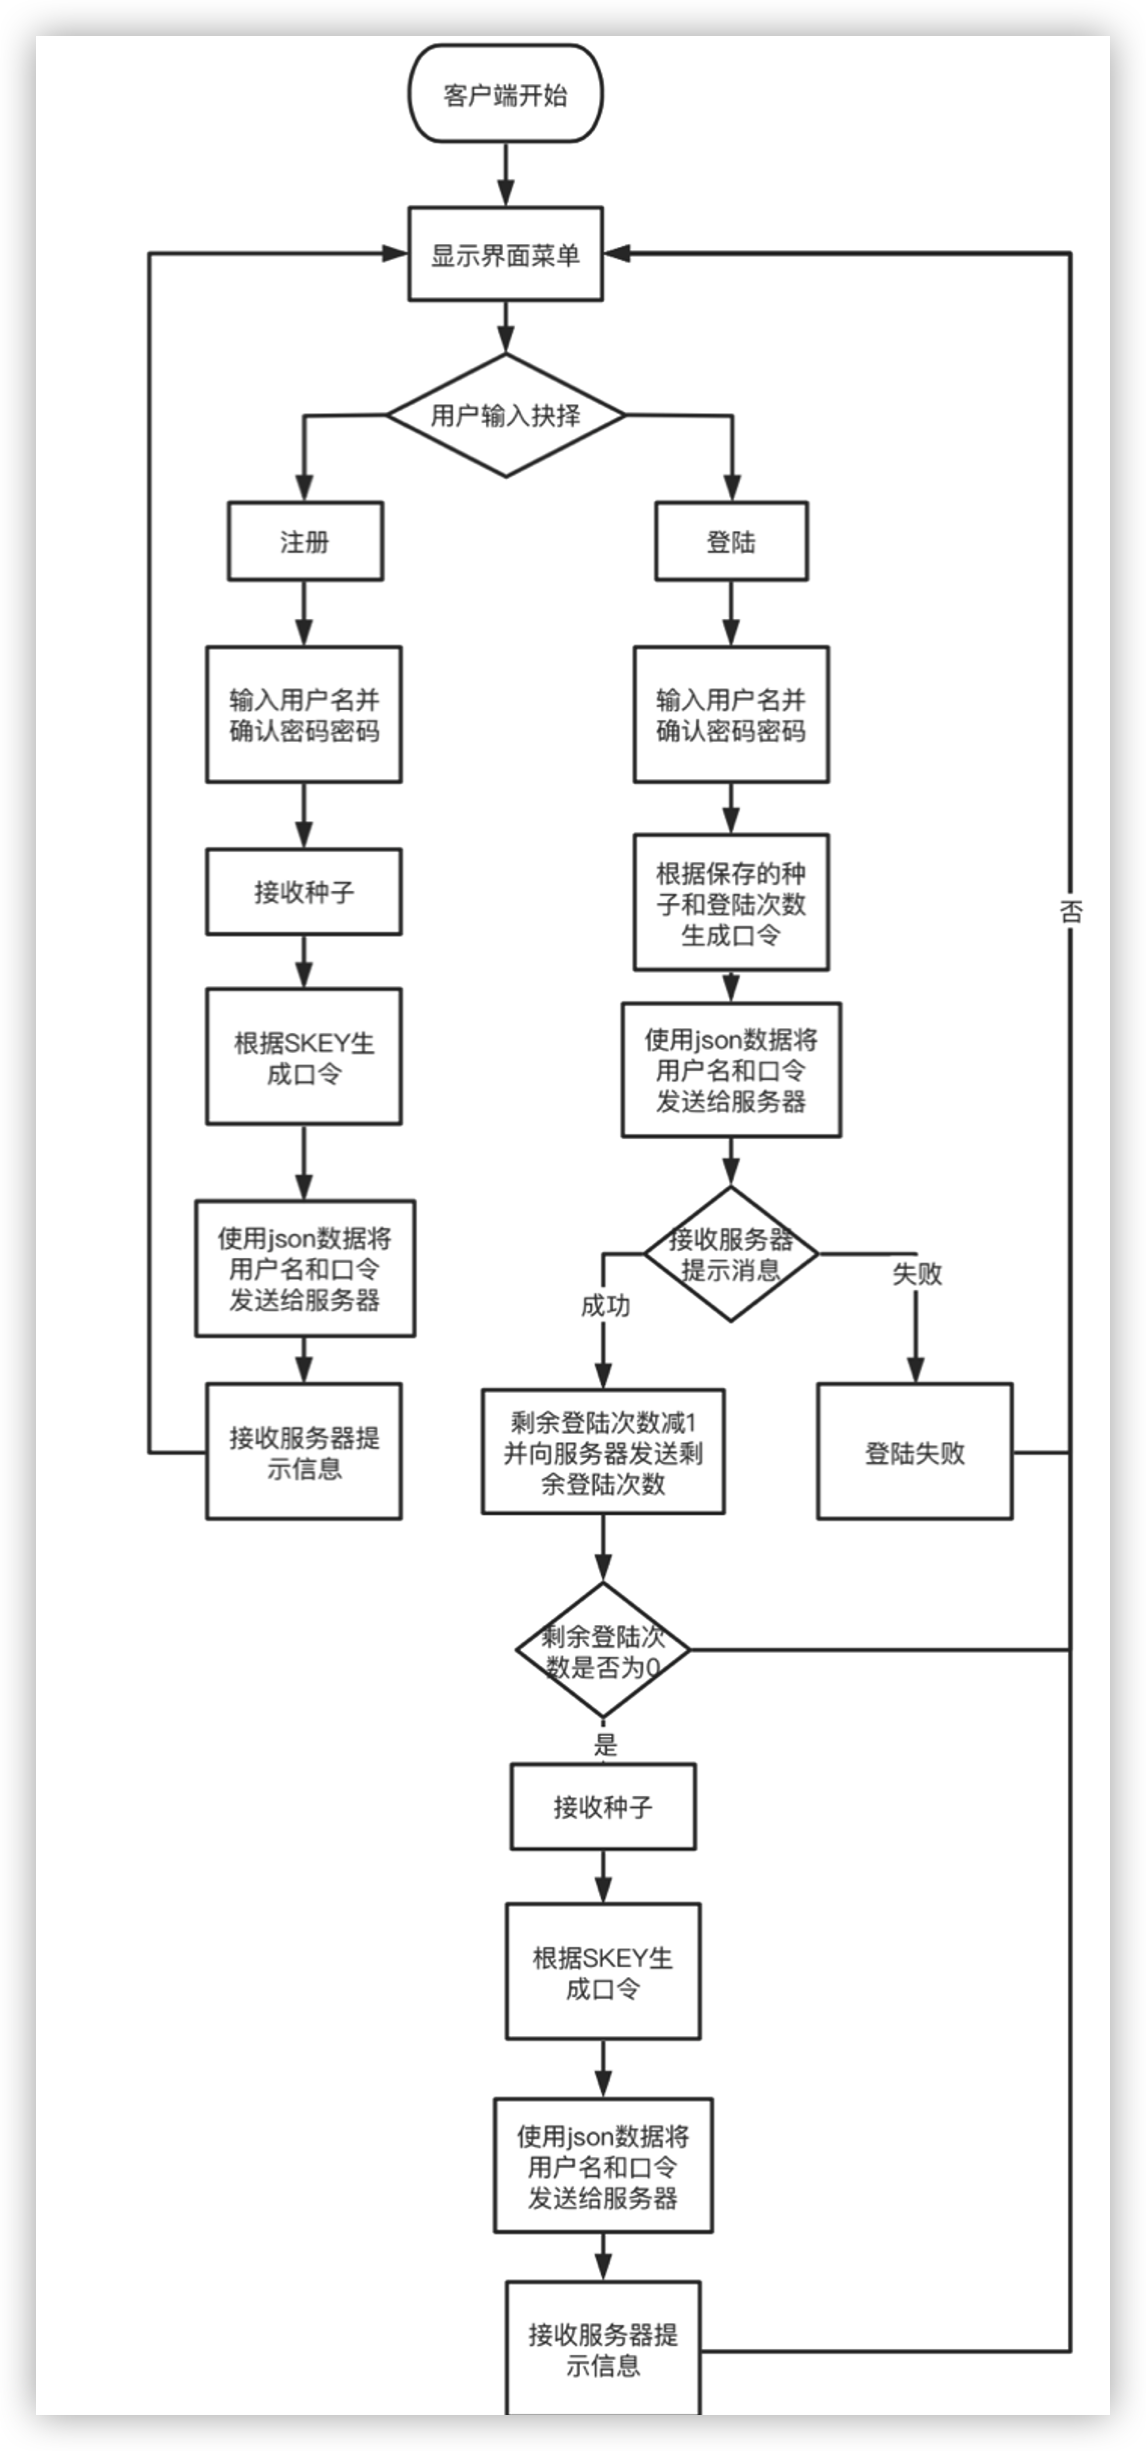 客户端开始
显示界面菜单
用户输入抉择
注册
输入用户名并
确认密码密码
接收种子
根据SKEY生
成口令
使用json数据将
用户名和口令
发送给服务器
接收服务器提
示信息
登陆
输入用户名并
确认密码密码
根据保存的种
子和登陆次数
生成口令
使用json数据将
用户名和口令
发送给服务器
接收服务器
提示消息
成功
失败
剩余登陆次数减1
并向服务器发送剩
余登陆次数
登陆失败
剩余登陆次
数是否为0
否
是
接收种子
根据SKEY生
成口令
使用json数据将
用户名和口令
发送给服务器
接收服务器提
示信息